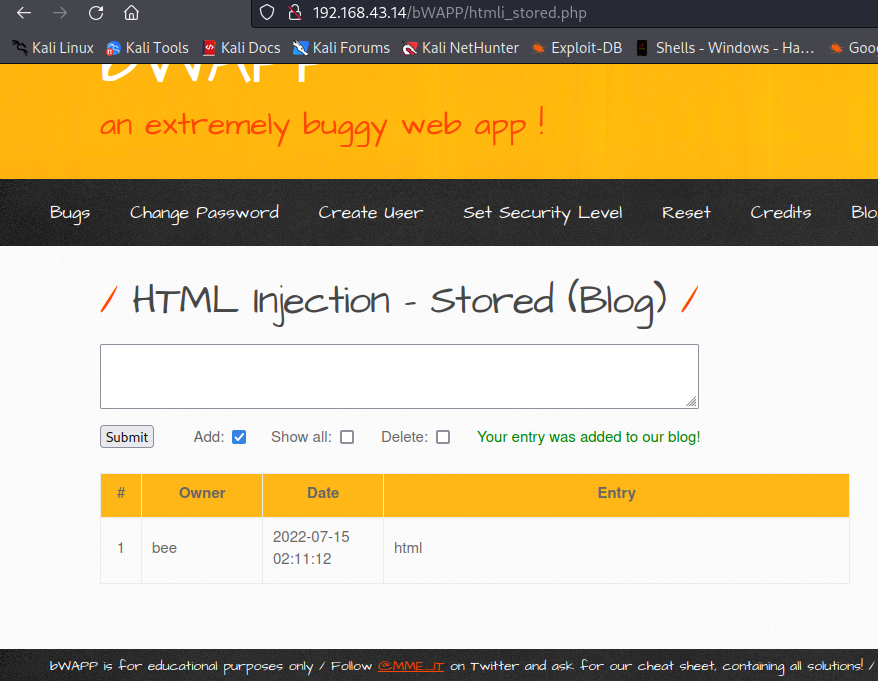 192.168.43.14/bWAPP/htmli_stored.php
Kali Linux Kali Tools Kali Docs Kali Forums Kali NetHunter Exploit-DB Shells - Windows - Ha… Goo
bWAPP
an extremely buggy web app !
Bugs Change Password Create User Set Security Level Reset Credits Blo
/ HTML Injection - Stored (Blog) /
Submit Add: Show all: Delete: Your entry was added to our blog!
# Owner Date Entry
1 bee 2022-07-15 html
02:11:12
bWAPP is for educational purposes only / Follow @MME_IT on Twitter and ask for our cheat sheet, containing all solutions! /